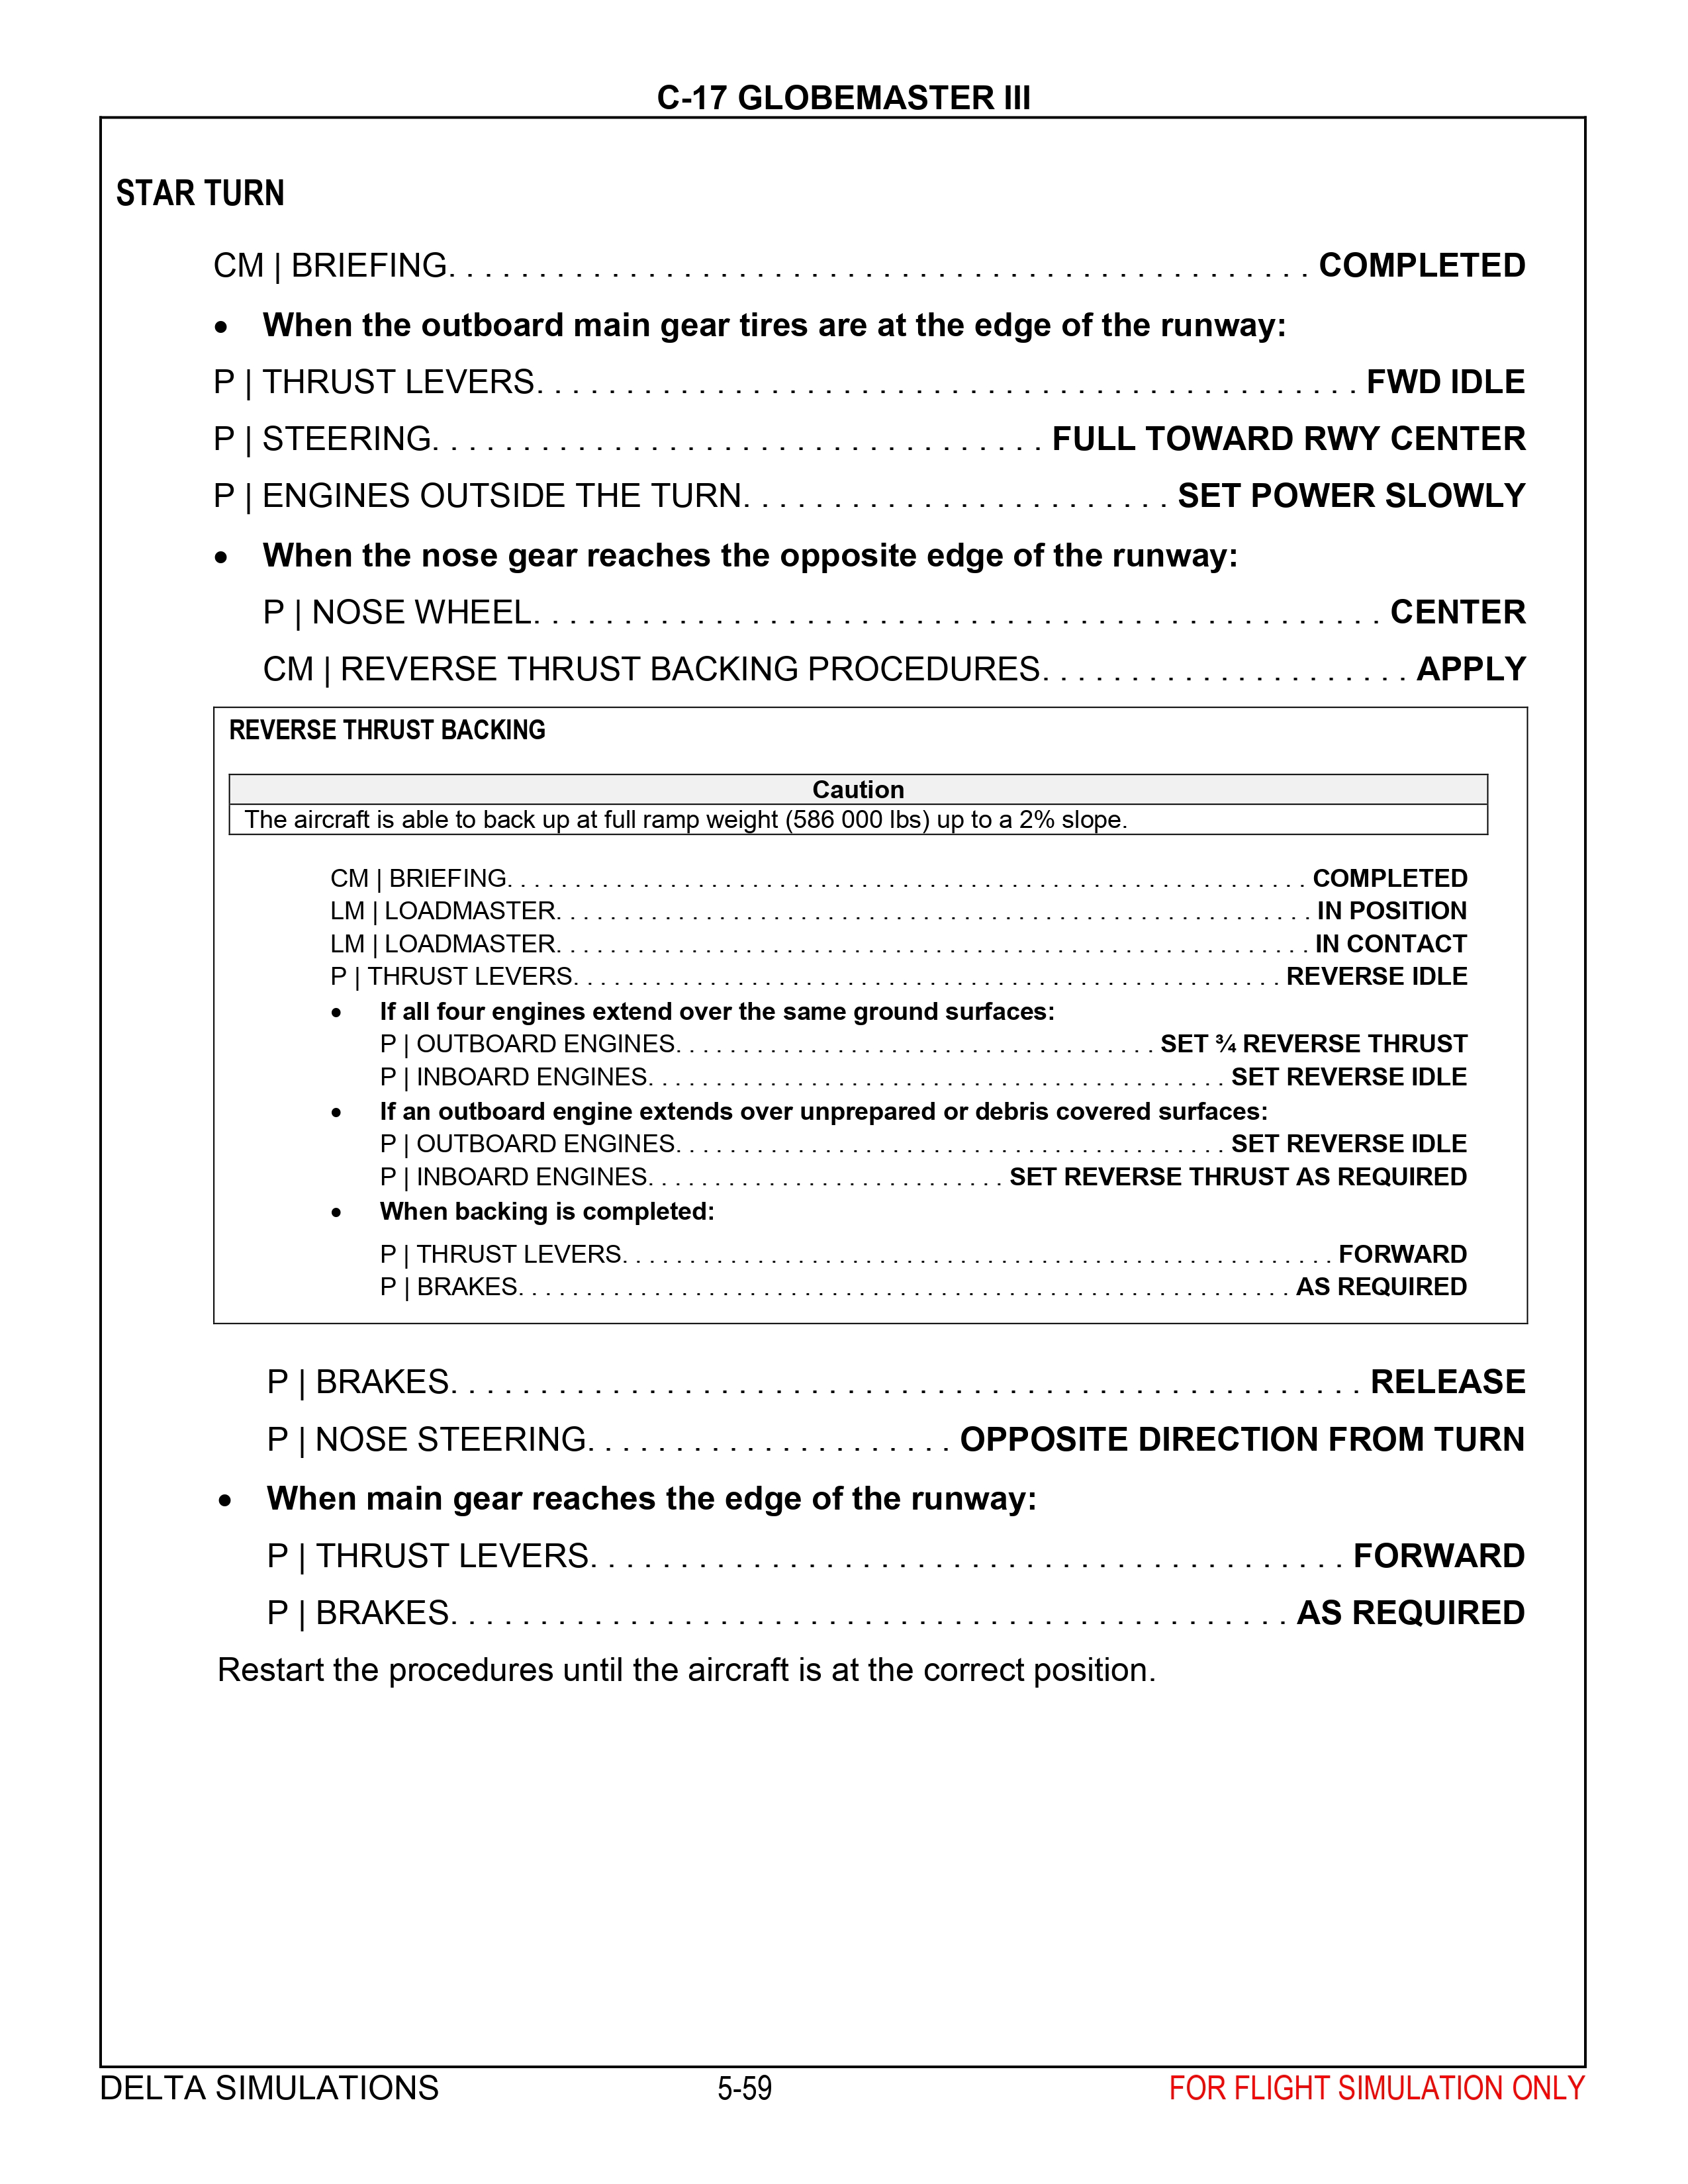 C-17 GLOBEMASTER III
STAR TURN
CM | BRIEFING. . . . . . . . . . . . . . . . . . . . . . . . . . . . . . . . . . . . . . . . . . . . . . . COMPLETED
• When the outboard main gear tires are at the edge of the runway:
P | THRUST LEVERS. . . . . . . . . . . . . . . . . . . . . . . . . . . . . . . . . . . . . . . . . . . . . FWD IDLE
P | STEERING. . . . . . . . . . . . . . . . . . . . . . . . . . . . . . . . . . FULL TOWARD RWY CENTER
P | ENGINES OUTSIDE THE TURN. . . . . . . . . . . . . . . . . . . . . . . . SET POWER SLOWLY
• When the nose gear reaches the opposite edge of the runway:
P | NOSE WHEEL. . . . . . . . . . . . . . . . . . . . . . . . . . . . . . . . . . . . . . . . . . . . . . . CENTER
CM | REVERSE THRUST BACKING PROCEDURES. . . . . . . . . . . . . . . . . . . . . APPLY
REVERSE THRUST BACKING
Caution
The aircraft is able to back up at full ramp weight (586 000 lbs) up to a 2% slope.
CM | BRIEFING. . . . . . . . . . . . . . . . . . . . . . . . . . . . . . . . . . . . . . . . . . . . . . . . . . . . . . . . . . . COMPLETED
LM | LOADMASTER. . . . . . . . . . . . . . . . . . . . . . . . . . . . . . . . . . . . . . . . . . . . . . . . . . . . . . . IN POSITION
LM | LOADMASTER. . . . . . . . . . . . . . . . . . . . . . . . . . . . . . . . . . . . . . . . . . . . . . . . . . . . . . . IN CONTACT
P | THRUST LEVERS. . . . . . . . . . . . . . . . . . . . . . . . . . . . . . . . . . . . . . . . . . . . . . . . . . . . REVERSE IDLE
• If all four engines extend over the same ground surfaces:
P | OUTBOARD ENGINES. . . . . . . . . . . . . . . . . . . . . . . . . . . . . . . . . . . SET ¾ REVERSE THRUST
P | INBOARD ENGINES. . . . . . . . . . . . . . . . . . . . . . . . . . . . . . . . . . . . . . . . . . SET REVERSE IDLE
• If an outboard engine extends over unprepared or debris covered surfaces:
P | OUTBOARD ENGINES. . . . . . . . . . . . . . . . . . . . . . . . . . . . . . . . . . . . . . . . SET REVERSE IDLE
P | INBOARD ENGINES. . . . . . . . . . . . . . . . . . . . . . . . . . SET REVERSE THRUST AS REQUIRED
• When backing is completed:
P | THRUST LEVERS. . . . . . . . . . . . . . . . . . . . . . . . . . . . . . . . . . . . . . . . . . . . . . . . . . . . FORWARD
P | BRAKES. . . . . . . . . . . . . . . . . . . . . . . . . . . . . . . . . . . . . . . . . . . . . . . . . . . . . . . . . AS REQUIRED
P | BRAKES. . . . . . . . . . . . . . . . . . . . . . . . . . . . . . . . . . . . . . . . . . . . . . . . . . RELEASE
P | NOSE STEERING. . . . . . . . . . . . . . . . . . . . . OPPOSITE DIRECTION FROM TURN
• When main gear reaches the edge of the runway:
P | THRUST LEVERS. . . . . . . . . . . . . . . . . . . . . . . . . . . . . . . . . . . . . . . . . . FORWARD
P | BRAKES. . . . . . . . . . . . . . . . . . . . . . . . . . . . . . . . . . . . . . . . . . . . . . AS REQUIRED
Restart the procedures until the aircraft is at the correct position.
DELTA SIMULATIONS 5-59 FOR FLIGHT SIMULATION ONLY